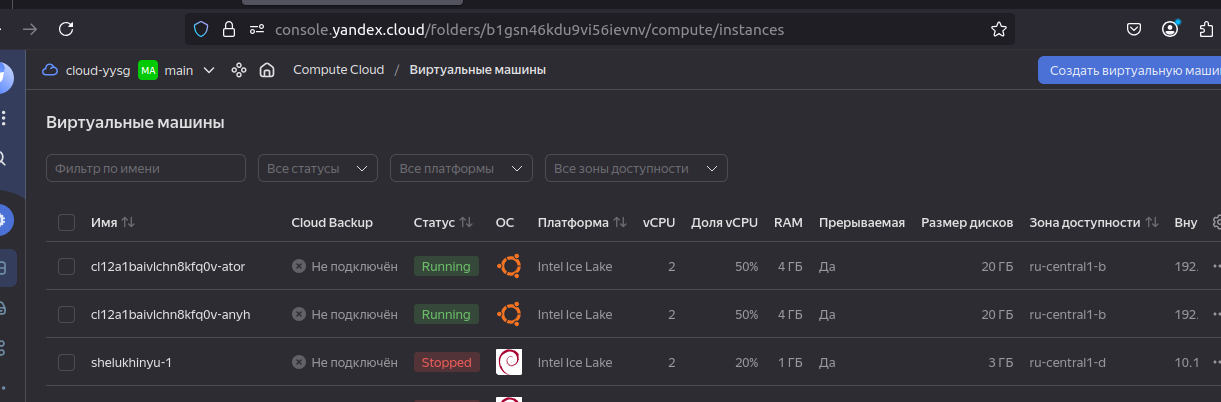 console.yandex.cloud/folders/b1gsn46kdu9vi56ievnv/compute/instances
cloud-yysg MA main Compute Cloud / Виртуальные машины
Создать виртуальную маши
Виртуальные машины
Фильтр по имени Все статусы Все платформы Все зоны доступности
Имя Cloud Backup Статус ОС Платформа vCPU Доля vCPU RAM Прерываемая Размер дисков Зона доступности Вну
cl12a1baivlchn8kfq0v-ator Не подключён Running Intel Ice Lake 2 50% 4 ГБ Да 20 ГБ ru-central1-b 192.
cl12a1baivlchn8kfq0v-anyh Не подключён Running Intel Ice Lake 2 50% 4 ГБ Да 20 ГБ ru-central1-b 192.
shelukhinyu-1 Не подключён Stopped Intel Ice Lake 2 20% 1 ГБ Да 3 ГБ ru-central1-d 10.1